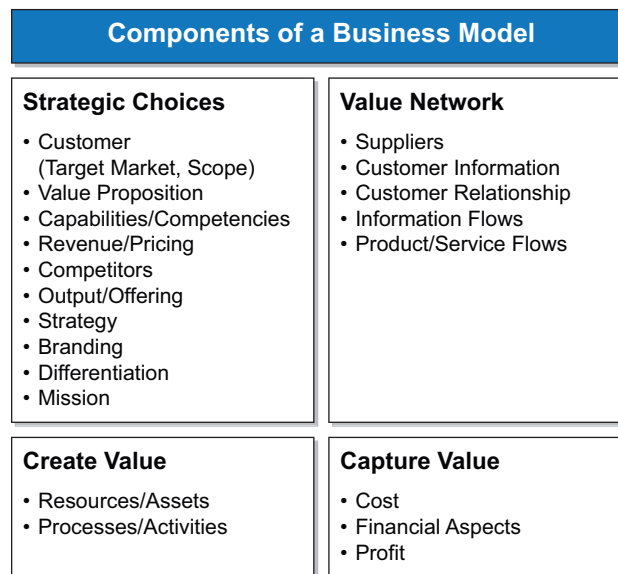 Components of a Business Model
Strategic Choices
• Customer
(Target Market, Scope)
• Value Proposition
• Capabilities/Competencies
• Revenue/Pricing
• Competitors
• Output/Offering
• Strategy
• Branding
• Differentiation
• Mission
Value Network
• Suppliers
• Customer Information
• Customer Relationship
• Information Flows
• Product/Service Flows
Create Value
• Resources/Assets
• Processes/Activities
Capture Value
• Cost
• Financial Aspects
• Profit